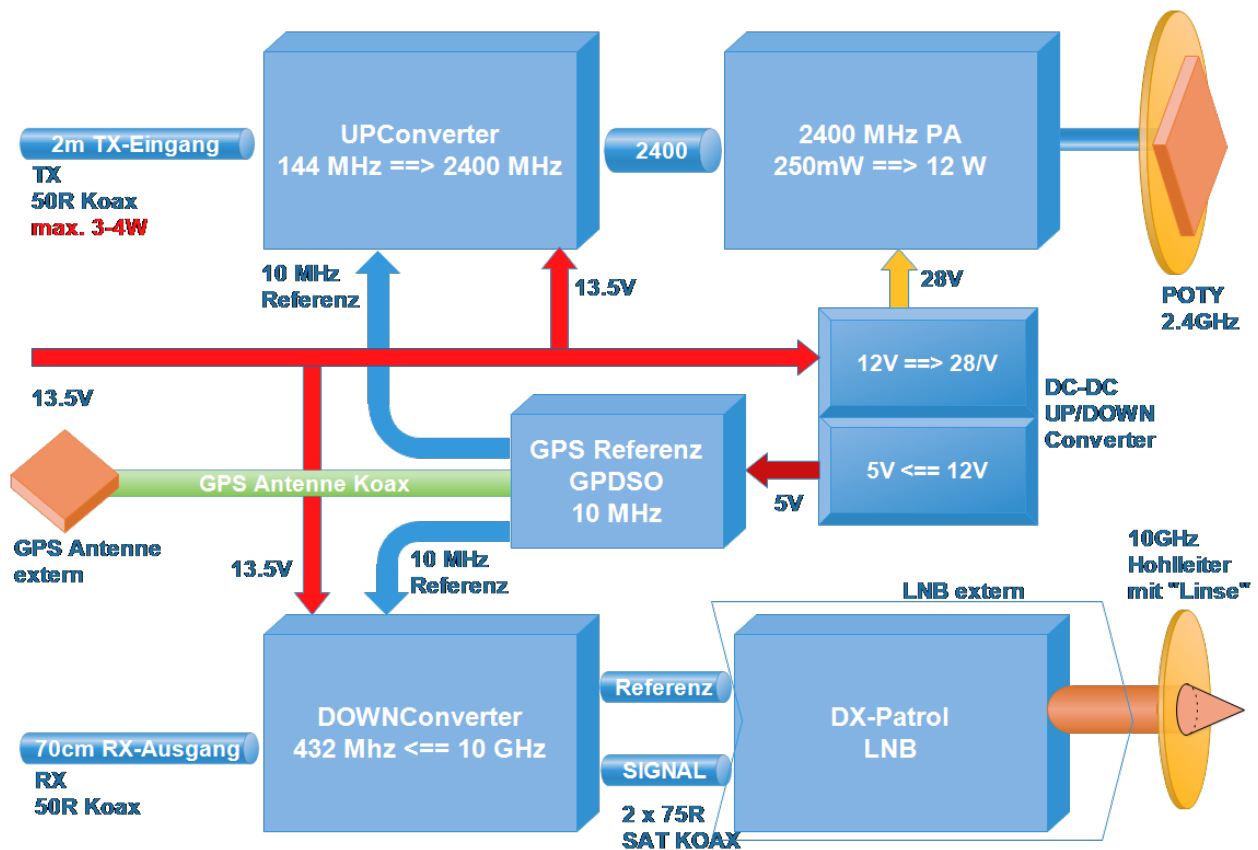 UPConverter
144 MHz ==> 2400 MHz
2400 MHz PA
250mW ==> 12 W
2m TX-Eingang
2400
TX
50R Koax
max. 3-4W
10 MHz
Referenz
13.5V
28V
POTY
2.4GHz
13.5V
12V ==> 28/V
DC-DC
UP/DOWN
Converter
GPS Referenz
GPDSO
10 MHz
5V <== 12V
GPS Antenne Koax
5V
GPS Antenne
extern
13.5V
10 MHz
Referenz
10GHz
Hohlleiter
mit "Linse"
LNB extern
Referenz
DOWNConverter
432 Mhz <== 10 GHz
DX-Patrol
LNB
70cm RX-Ausgang
SIGNAL
RX
50R Koax
2 x 75R
SAT KOAX